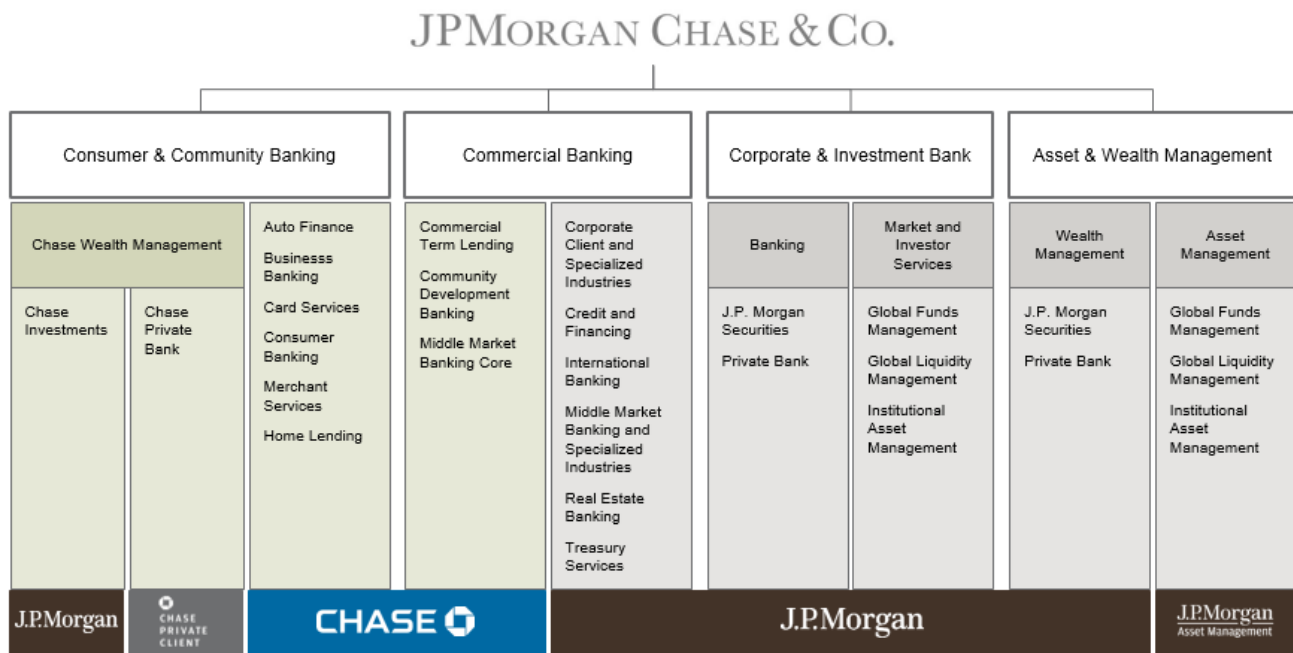 JPMORGAN CHASE & CO.
Consumer & Community Banking
Commercial Banking
Corporate & Investment Bank
Asset & Wealth Management
Chase Wealth Management
Chase
Investments
Chase
Private
Bank
Auto Finance
Businesss
Banking
Card Services
Consumer
Banking
Merchant
Services
Home Lending
Commercial
Term Lending
Community
Development
Banking
Middle Market
Banking Core
Corporate
Client and
Specialized
Industries
Credit and
Financing
International
Banking
Middle Market
Banking and
Specialized
Industries
Real Estate
Banking
Treasury
Services
Banking
J.P. Morgan
Securities
Private Bank
Market and
Investor
Services
Global Funds
Management
Global Liquidity
Management
Institutional
Asset
Management
Wealth
Management
J.P. Morgan
Securities
Private Bank
Asset
Management
Global Funds
Management
Global Liquidity
Management
Institutional
Asset
Management
J.P.Morgan
CHASE
PRIVATE
CLIENT
CHASE
J.P.Morgan
J.P.Morgan
Asset Management